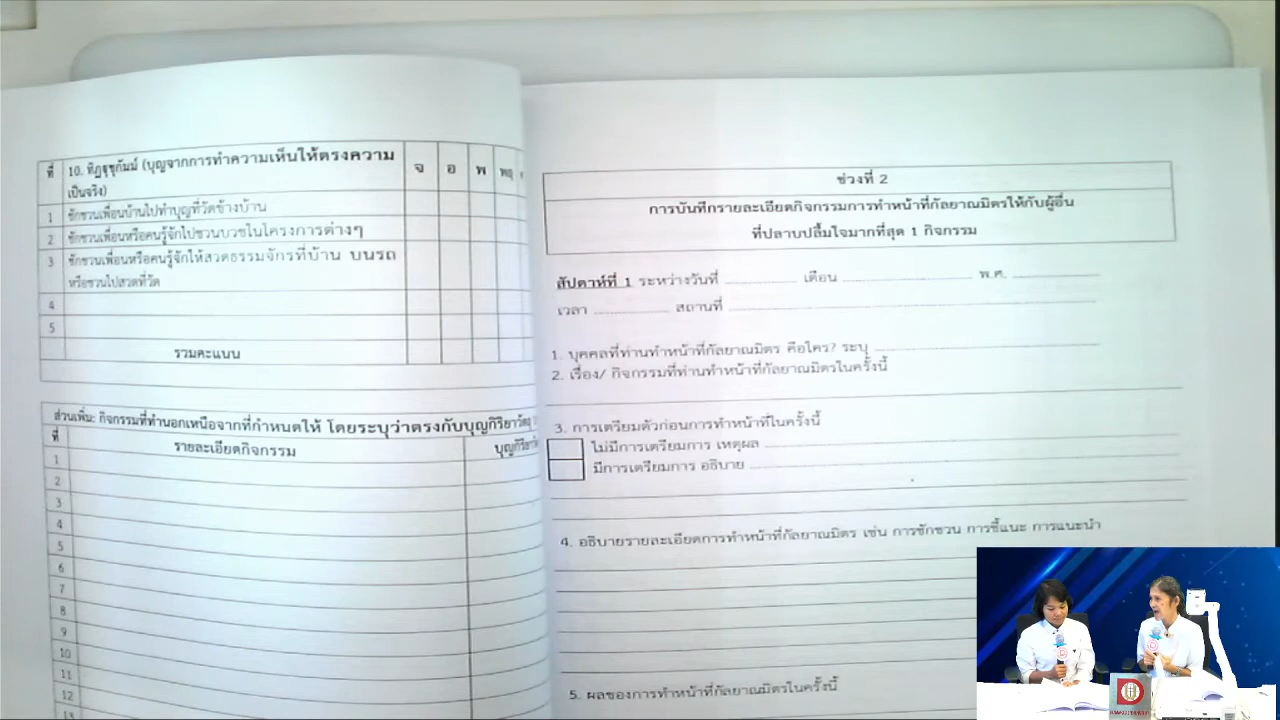 ที่ 10. ทิฏฐุชุกัมม์ (บุญจากการทำความเห็นให้ตรงความ จ อ พ พฤ
เป็นจริง)
1 ชักชวนเพื่อนบ้านไปทำบุญที่วัดข้างบ้าน
2 ชักชวนเพื่อนหรือคนรู้จักไปชวนบวชในโครงการต่างๆ
3 ชักชวนเพื่อนหรือคนรู้จักให้สวดธรรมจักรที่บ้าน บนรถ
หรือชวนไปสวดที่วัด
4
5
รวมคะแนน
ส่วนเพิ่ม: กิจกรรมที่ทำนอกเหนือจากที่กำหนดให้ โดยระบุว่าตรงกับบุญกิริยาวัตถุ
ที่ รายละเอียดกิจกรรม บุญกิริยา
1
2
3
4
5
6
7
8
9
10
11
12
13
ช่วงที่ 2
การบันทึกรายละเอียดกิจกรรมการทำหน้าที่กัลยาณมิตรให้กับผู้อื่น
ที่ปลาบปลื้มใจมากที่สุด 1 กิจกรรม
สัปดาห์ที่ 1 ระหว่างวันที่ เดือน พ.ศ.
เวลา สถานที่
1. บุคคลที่ท่านทำหน้าที่กัลยาณมิตร คือใคร? ระบุ
2. เรื่อง/ กิจกรรมที่ท่านทำหน้าที่กัลยาณมิตรในครั้งนี้
3. การเตรียมตัวก่อนการทำหน้าที่ในครั้งนี้
ไม่มีการเตรียมการ เหตุผล
มีการเตรียมการ อธิบาย
4. อธิบายรายละเอียดการทำหน้าที่กัลยาณมิตร เช่น การชักชวน การชี้แนะ การแนะนำ
5. ผลของการทำหน้าที่กัลยาณมิตรในครั้งนี้